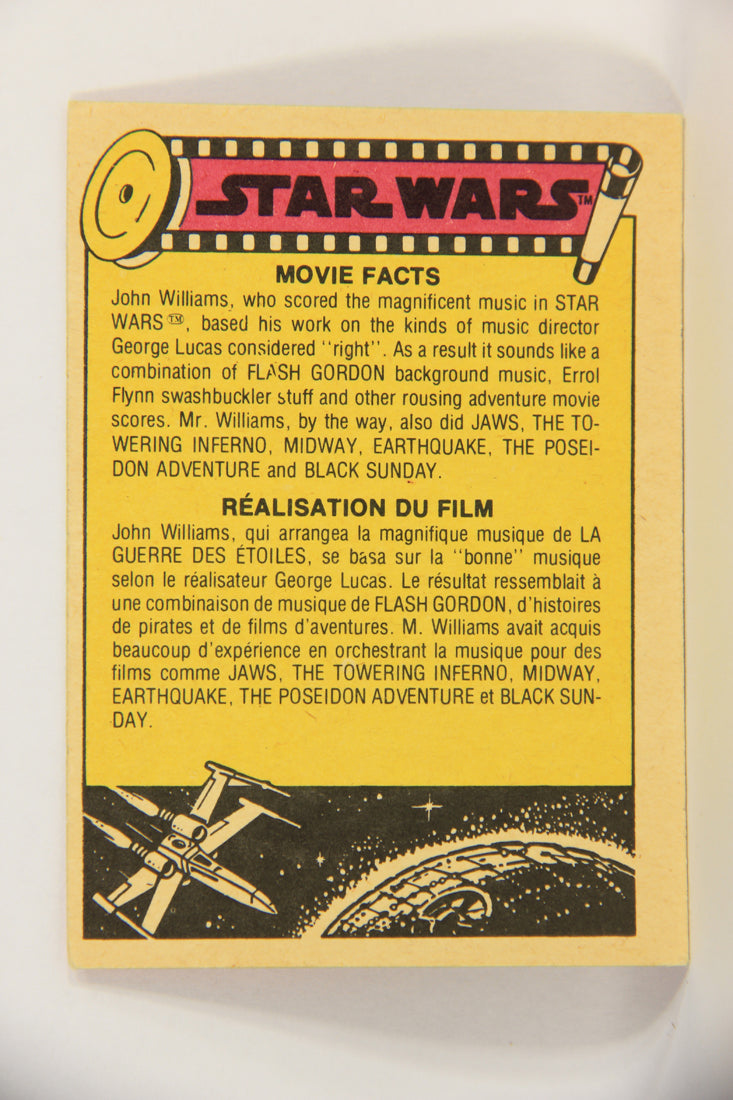 STAR WARS™
MOVIE FACTS
John Williams, who scored the magnificent music in STAR
WARS™, based his work on the kinds of music director
George Lucas considered "right". As a result it sounds like a
combination of FLASH GORDON background music, Errol
Flynn swashbuckler stuff and other rousing adventure movie
scores. Mr. Williams, by the way, also did JAWS, THE TO-
WERING INFERNO, MIDWAY, EARTHQUAKE, THE POSEI-
DON ADVENTURE and BLACK SUNDAY.
RÉALISATION DU FILM
John Williams, qui arrangea la magnifique musique de LA
GUERRE DES ÉTOILES, se basa sur la "bonne" musique
selon le réalisateur George Lucas. Le résultat ressemblait à
une combinaison de musique de FLASH GORDON, d'histoires
de pirates et de films d'aventures. M. Williams avait acquis
beaucoup d'expérience en orchestrant la musique pour des
films comme JAWS, THE TOWERING INFERNO, MIDWAY,
EARTHQUAKE, THE POSEIDON ADVENTURE et BLACK SUN-
DAY.